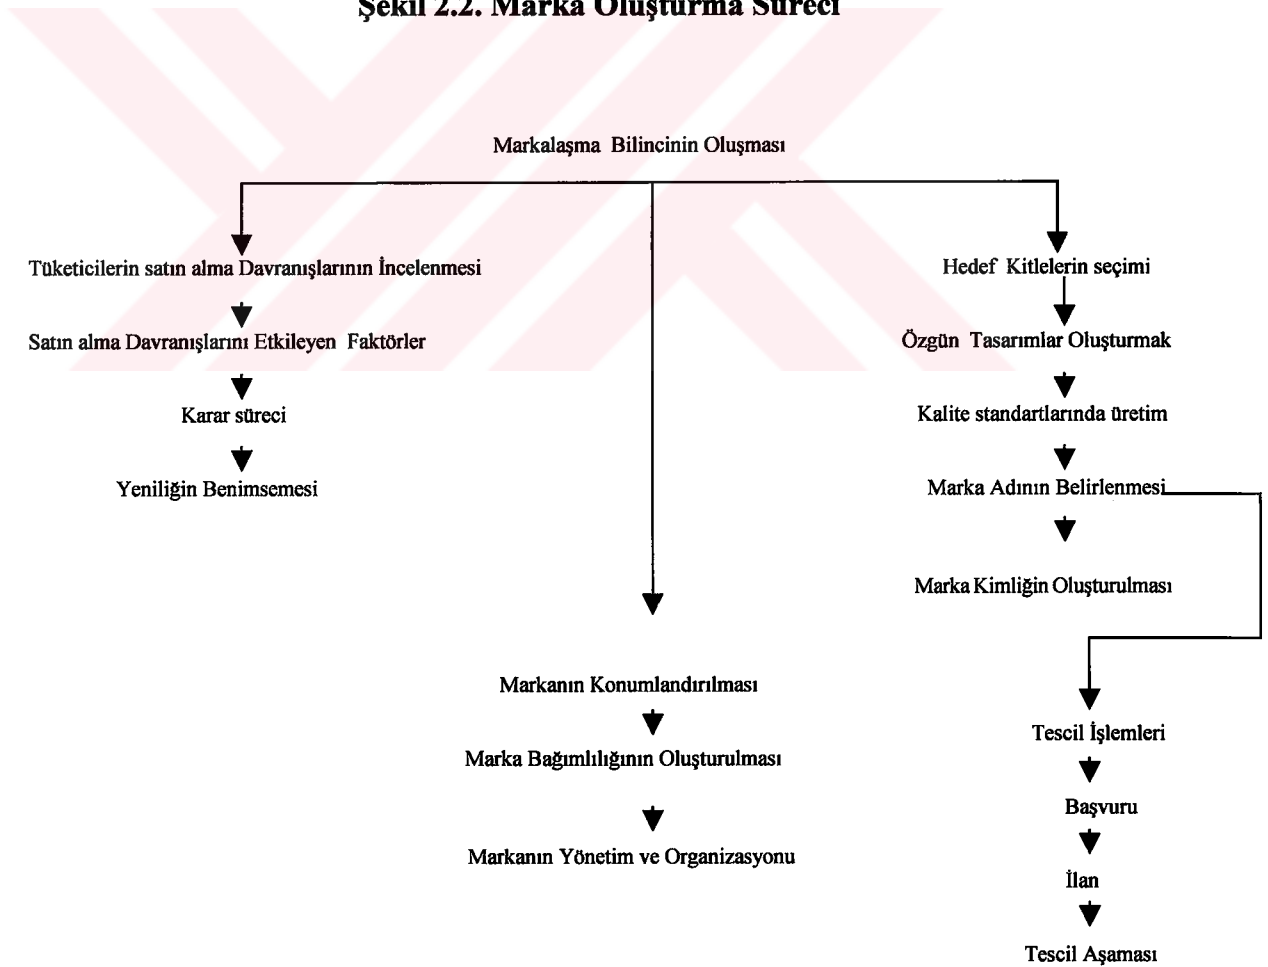 Şekil 2.2. Marka Oluşturma Süreci
Markalaşma Bilincinin Oluşması
Tüketicilerin satın alma Davranışlarının İncelenmesi
Satın alma Davranışlarını Etkileyen Faktörler
Karar süreci
Yeniliğin Benimsemesi
Markanın Konumlandırılması
Marka Bağımlılığının Oluşturulması
Markanın Yönetim ve Organizasyonu
Hedef Kitlelerin seçimi
Özgün Tasarımlar Oluşturmak
Kalite standartlarında üretim
Marka Adının Belirlenmesi
Marka Kimliğin Oluşturulması
Tescil İşlemleri
Başvuru
İlan
Tescil Aşaması